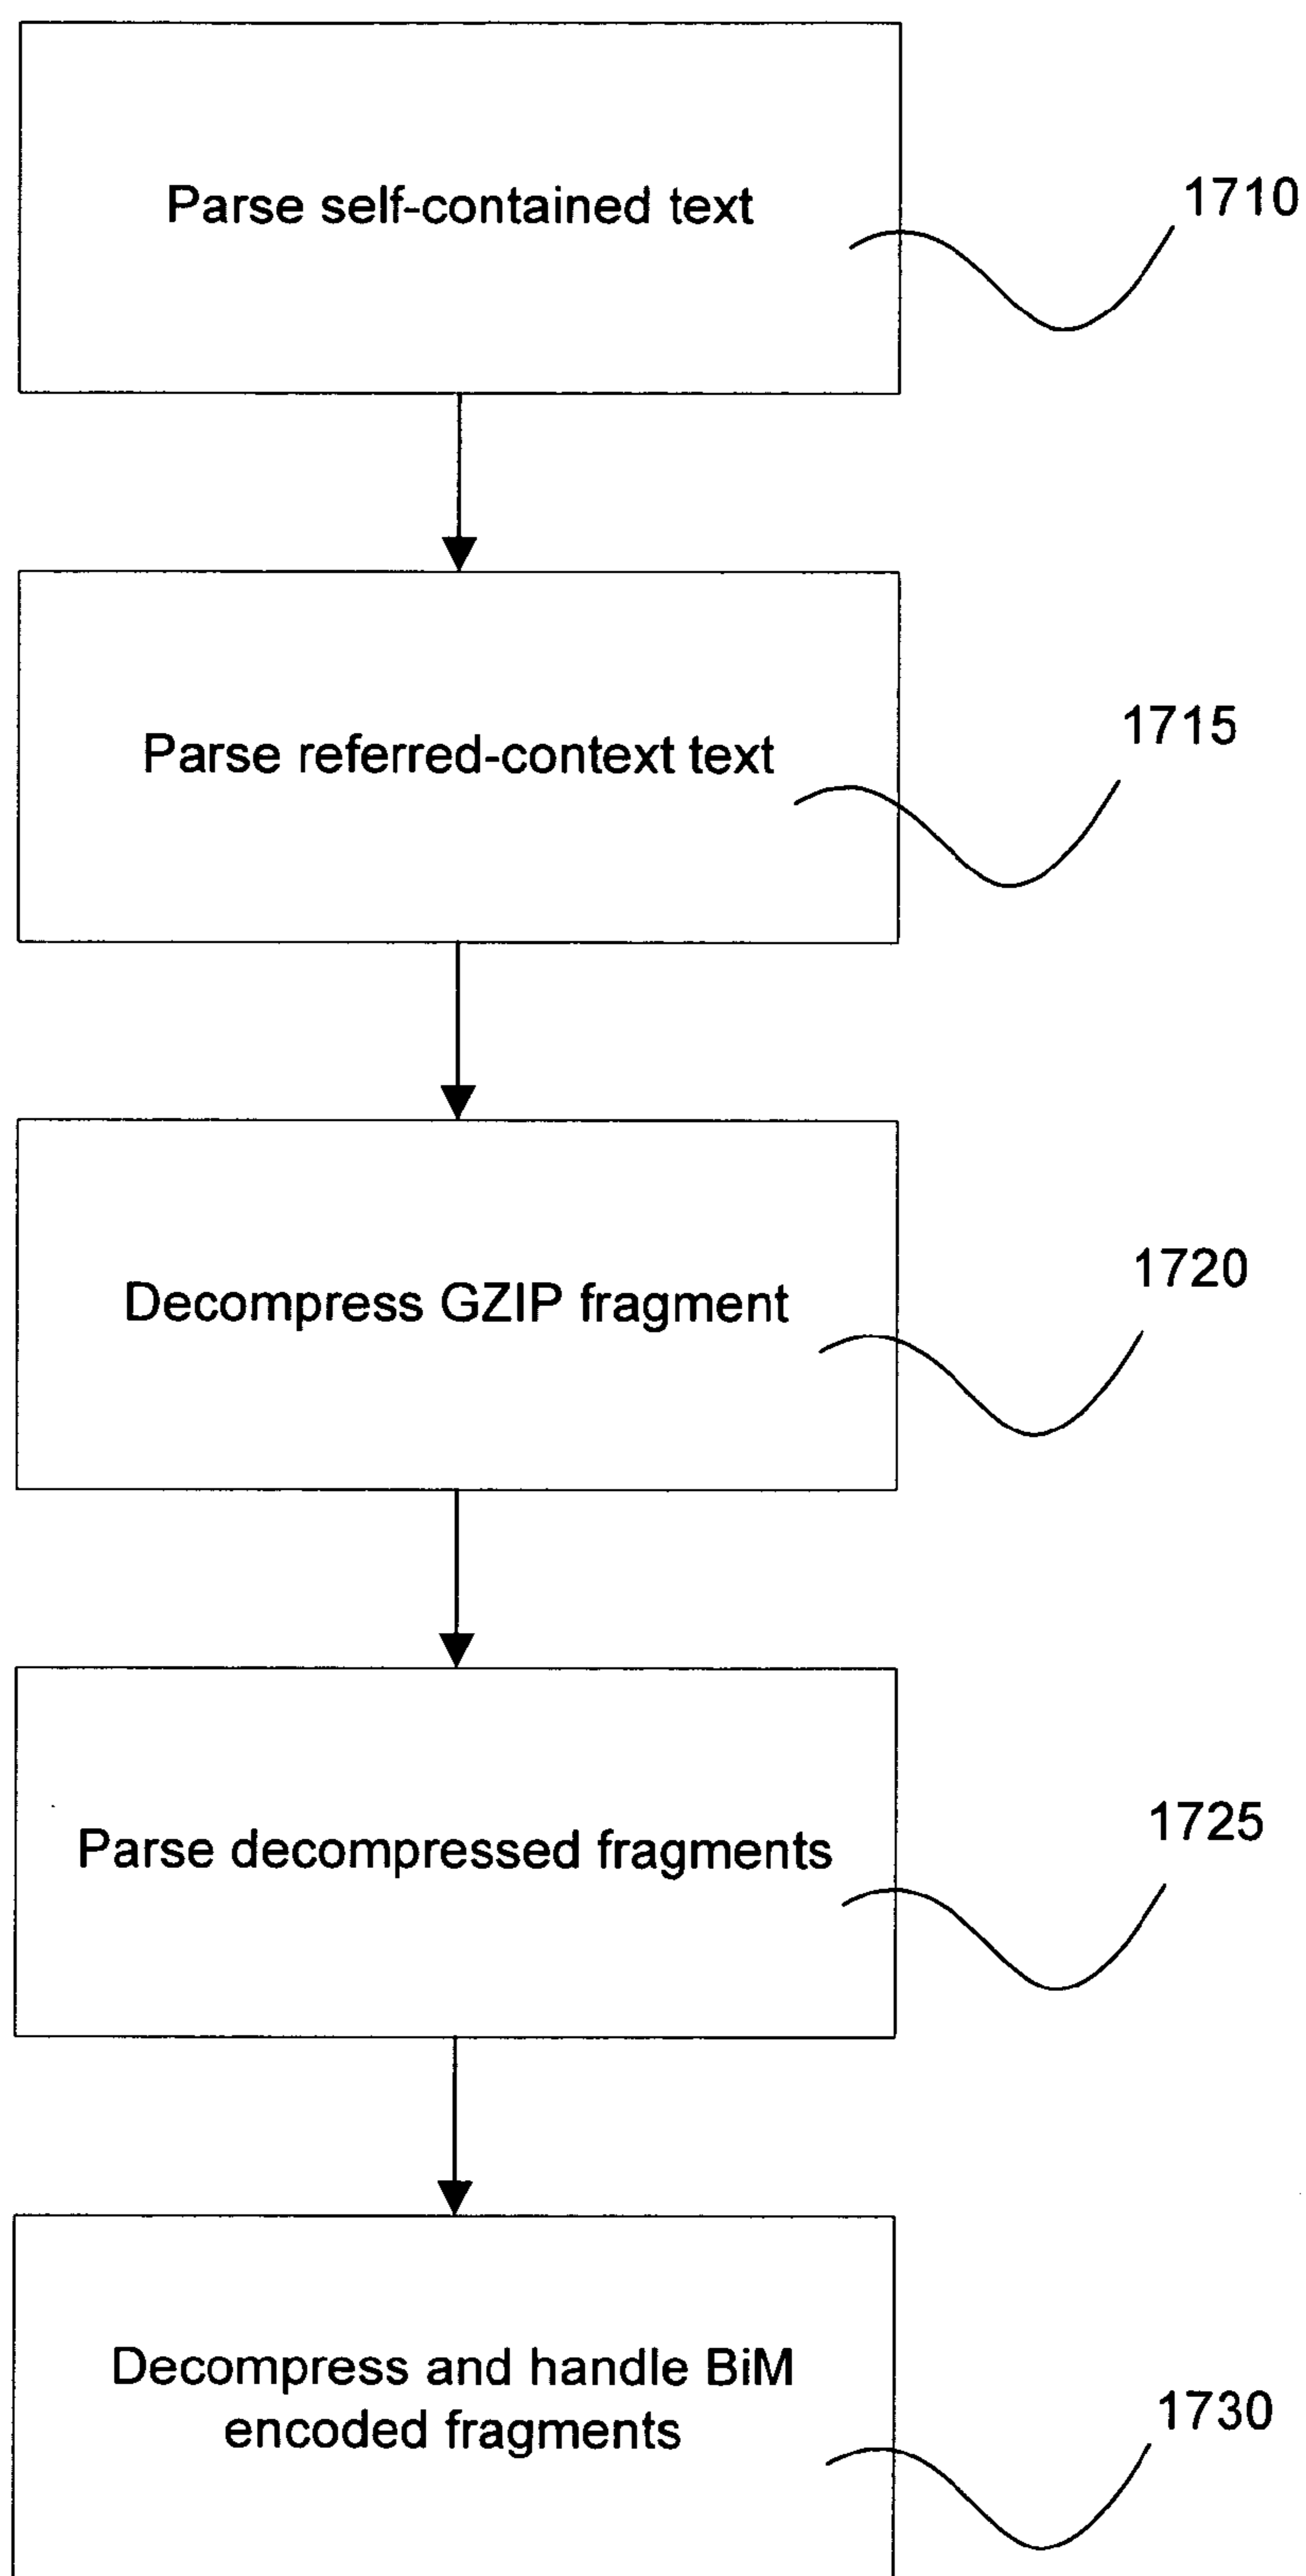 Parse self-contained text
1710
Parse referred-context text
1715
Decompress GZIP fragment
1720
Parse decompressed fragments
1725
Decompress and handle BiM
encoded fragments
1730